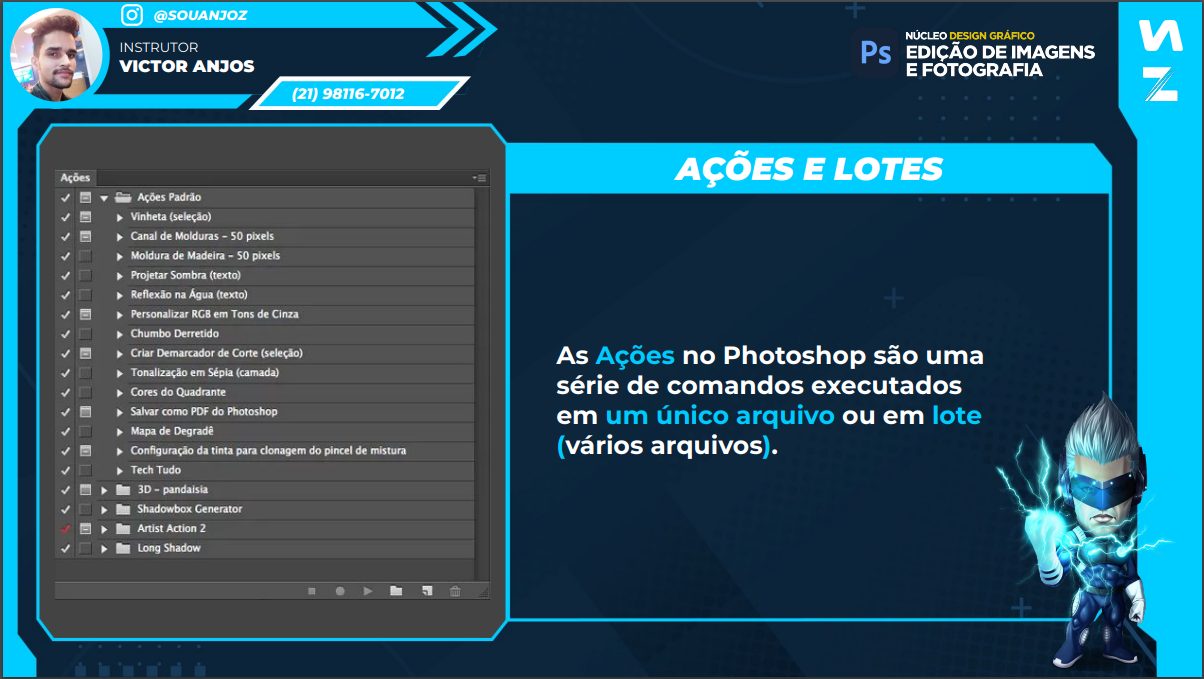 @SOUANJOZ
INSTRUTOR
VICTOR ANJOS
(21) 98116-7012
Ps
NÚCLEO DESIGN GRÁFICO
EDIÇÃO DE IMAGENS
E FOTOGRAFIA
Ações
Ações Padrão
Vinheta (seleção)
Canal de Molduras – 50 pixels
Moldura de Madeira – 50 pixels
Projetar Sombra (texto)
Reflexão na Água (texto)
Personalizar RGB em Tons de Cinza
Chumbo Derretido
Criar Demarcador de Corte (seleção)
Tonalização em Sépia (camada)
Cores do Quadrante
Salvar como PDF do Photoshop
Mapa de Degradê
Configuração da tinta para clonagem do pincel de mistura
Tech Tudo
3D – pandaisia
Shadowbox Generator
Artist Action 2
Long Shadow
AÇÕES E LOTES
As Ações no Photoshop são uma
série de comandos executados
em um único arquivo ou em lote
(vários arquivos).